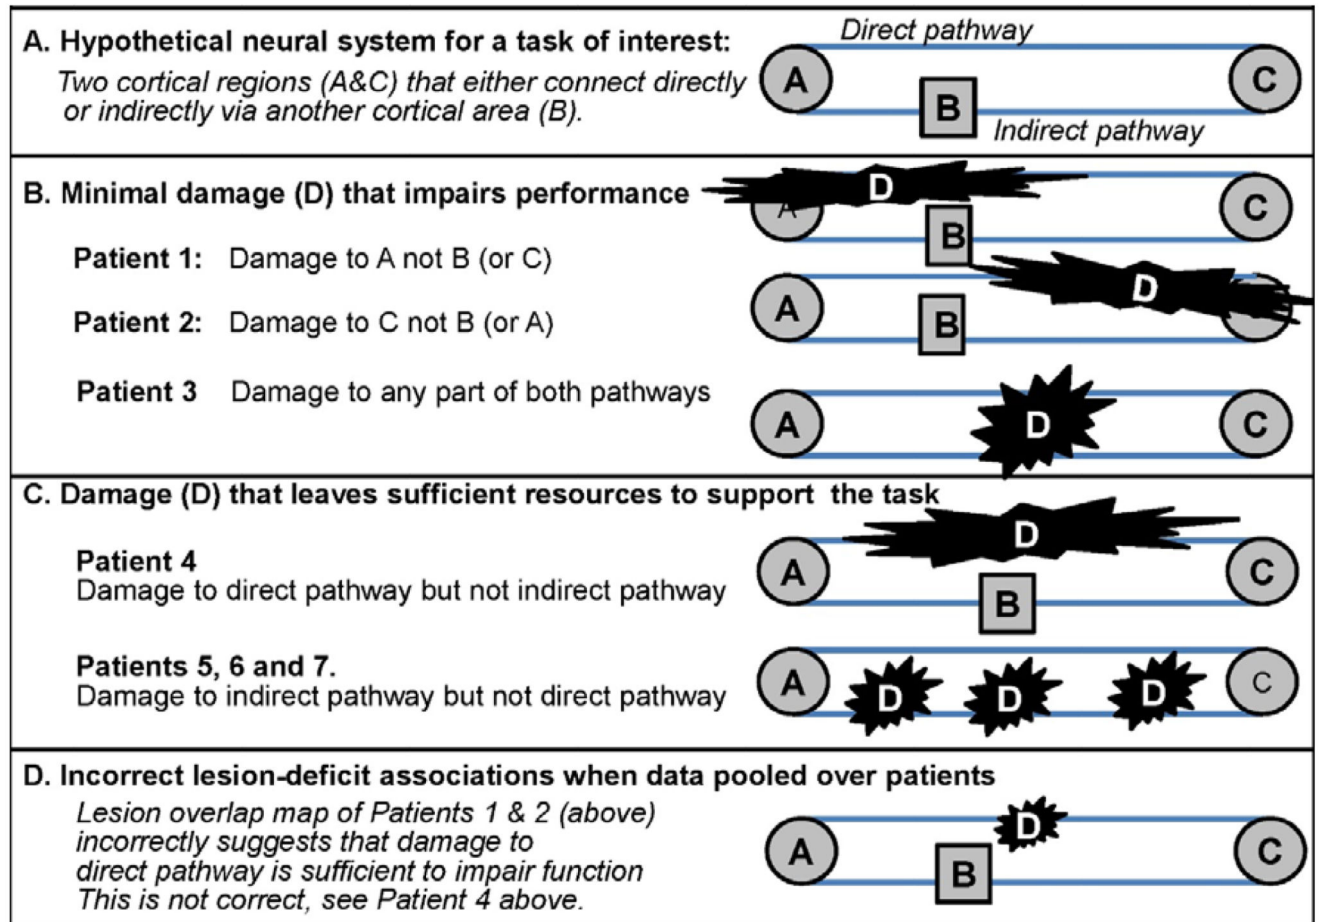 A. Hypothetical neural system for a task of interest:
Two cortical regions (A&C) that either connect directly
or indirectly via another cortical area (B).
Direct pathway
A
B
C
Indirect pathway
B. Minimal damage (D) that impairs performance
D
A
B
C
Patient 1: Damage to A not B (or C)
D
A
B
Patient 2: Damage to C not B (or A)
Patient 3 Damage to any part of both pathways
A
D
C
C. Damage (D) that leaves sufficient resources to support the task
D
Patient 4
Damage to direct pathway but not indirect pathway
A
B
C
Patients 5, 6 and 7.
Damage to indirect pathway but not direct pathway
A
D
D
D
C
D. Incorrect lesion-deficit associations when data pooled over patients
Lesion overlap map of Patients 1 & 2 (above)
incorrectly suggests that damage to
direct pathway is sufficient to impair function
This is not correct, see Patient 4 above.
D
A
B
C